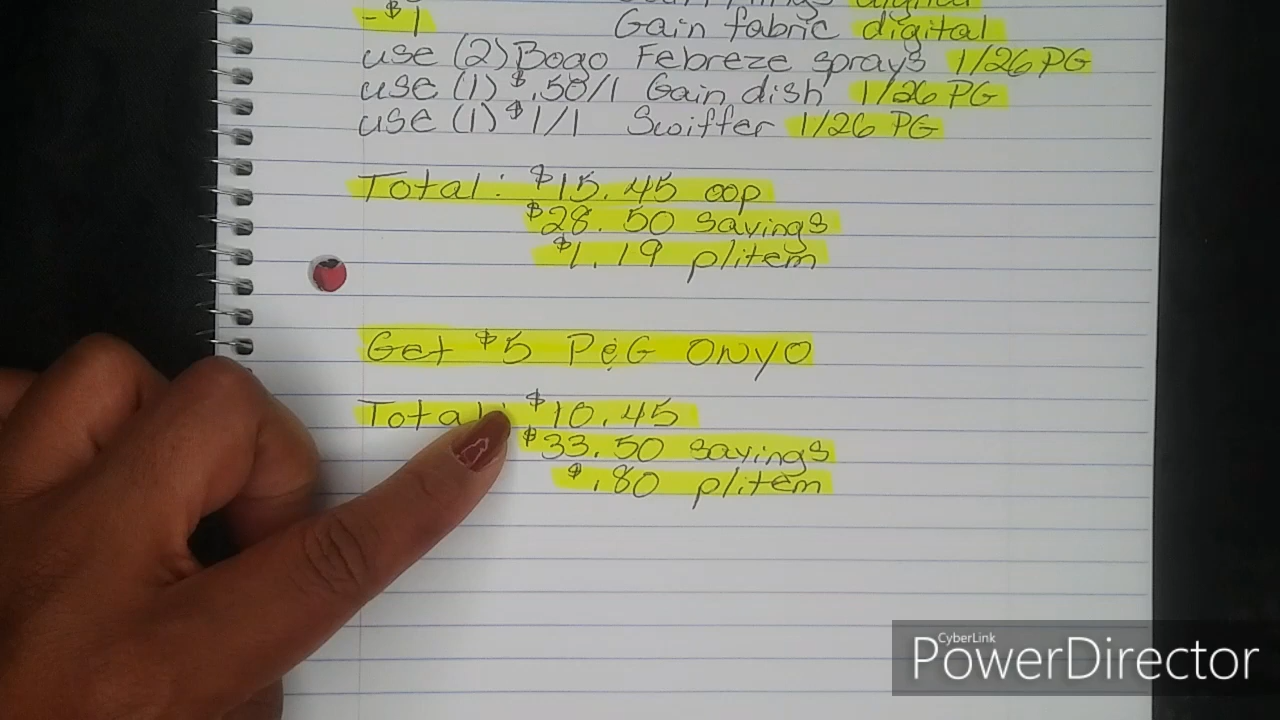 -$1 Gain fabric digital
use (2) Bogo Febreze sprays 1/26 PG
use (1) $.50/1 Gain dish 1/26 PG
use (1) $1/1 Swiffer 1/26 PG
Total: $15.45 oop
$28.50 savings
$1.19 p/item
Get $5 P&G ONYO
Total: $10.45
$33.50 savings
$.80 p/item
CyberLink
PowerDirector